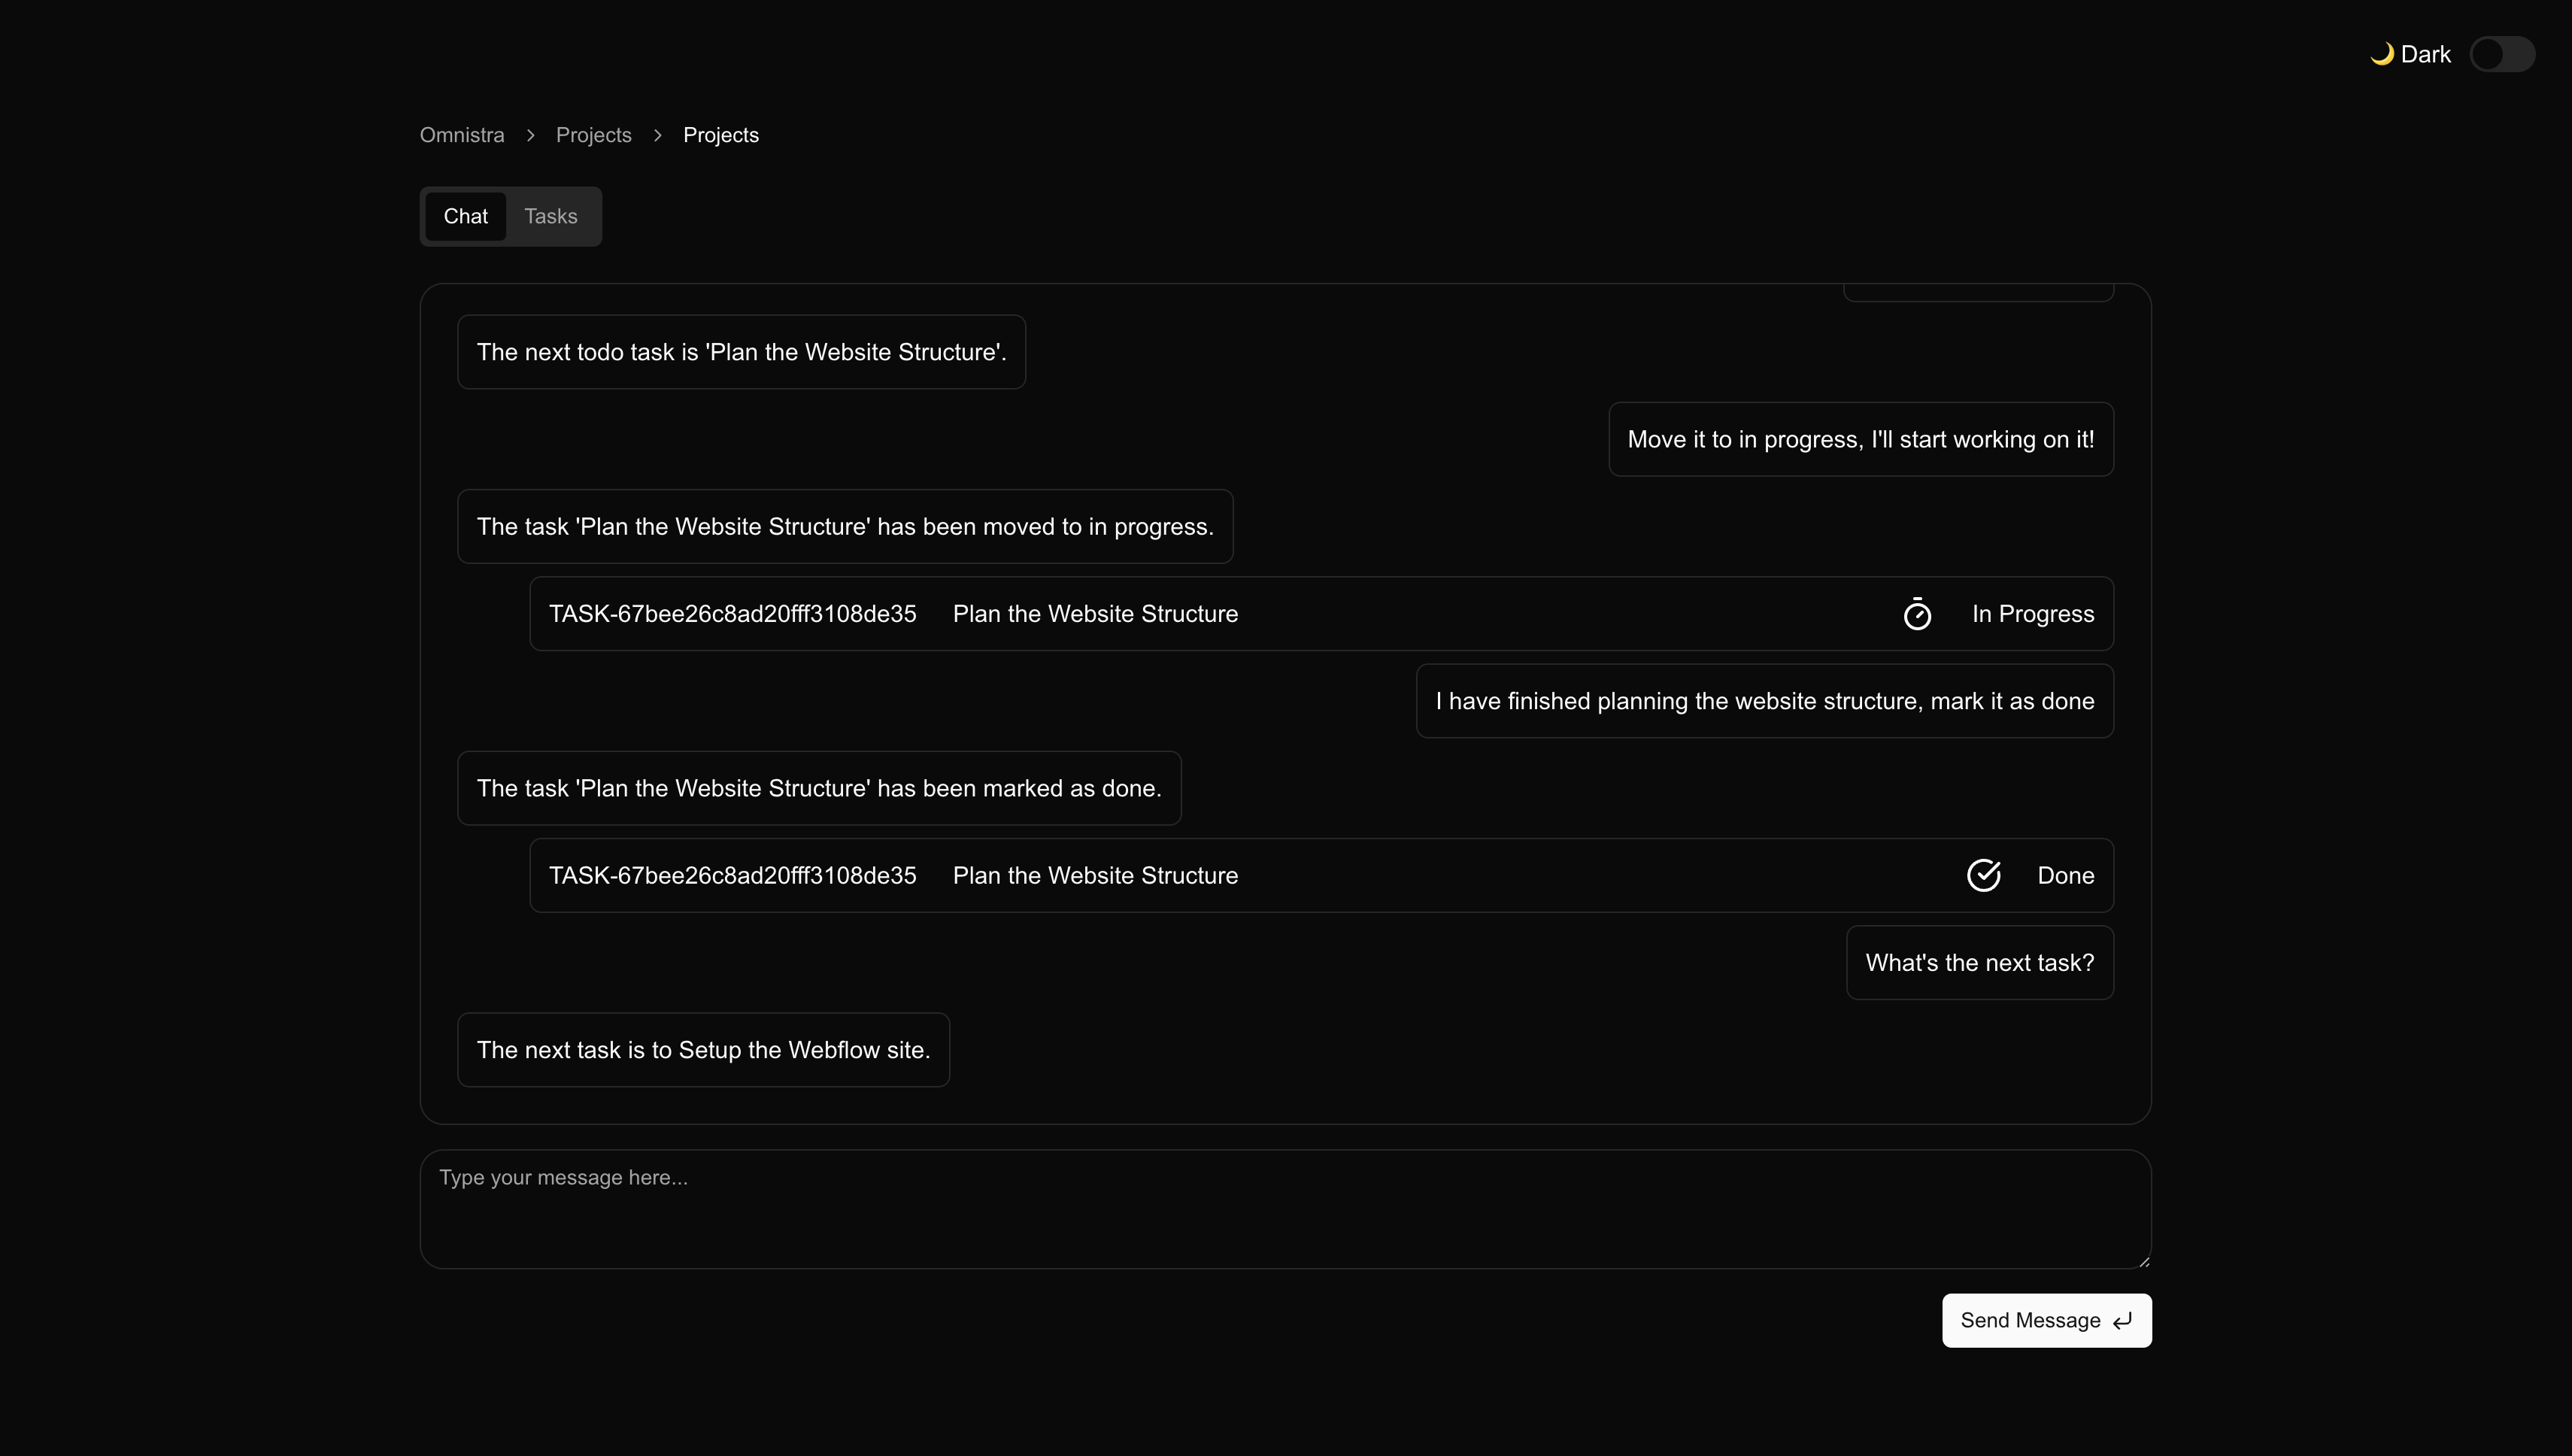 🌙 Dark
Omnistra > Projects > Projects
Chat Tasks
The next todo task is 'Plan the Website Structure'.
Move it to in progress, I'll start working on it!
The task 'Plan the Website Structure' has been moved to in progress.
TASK-67bee26c8ad20fff3108de35 Plan the Website Structure In Progress
I have finished planning the website structure, mark it as done
The task 'Plan the Website Structure' has been marked as done.
TASK-67bee26c8ad20fff3108de35 Plan the Website Structure Done
What's the next task?
The next task is to Setup the Webflow site.
Type your message here...
Send Message